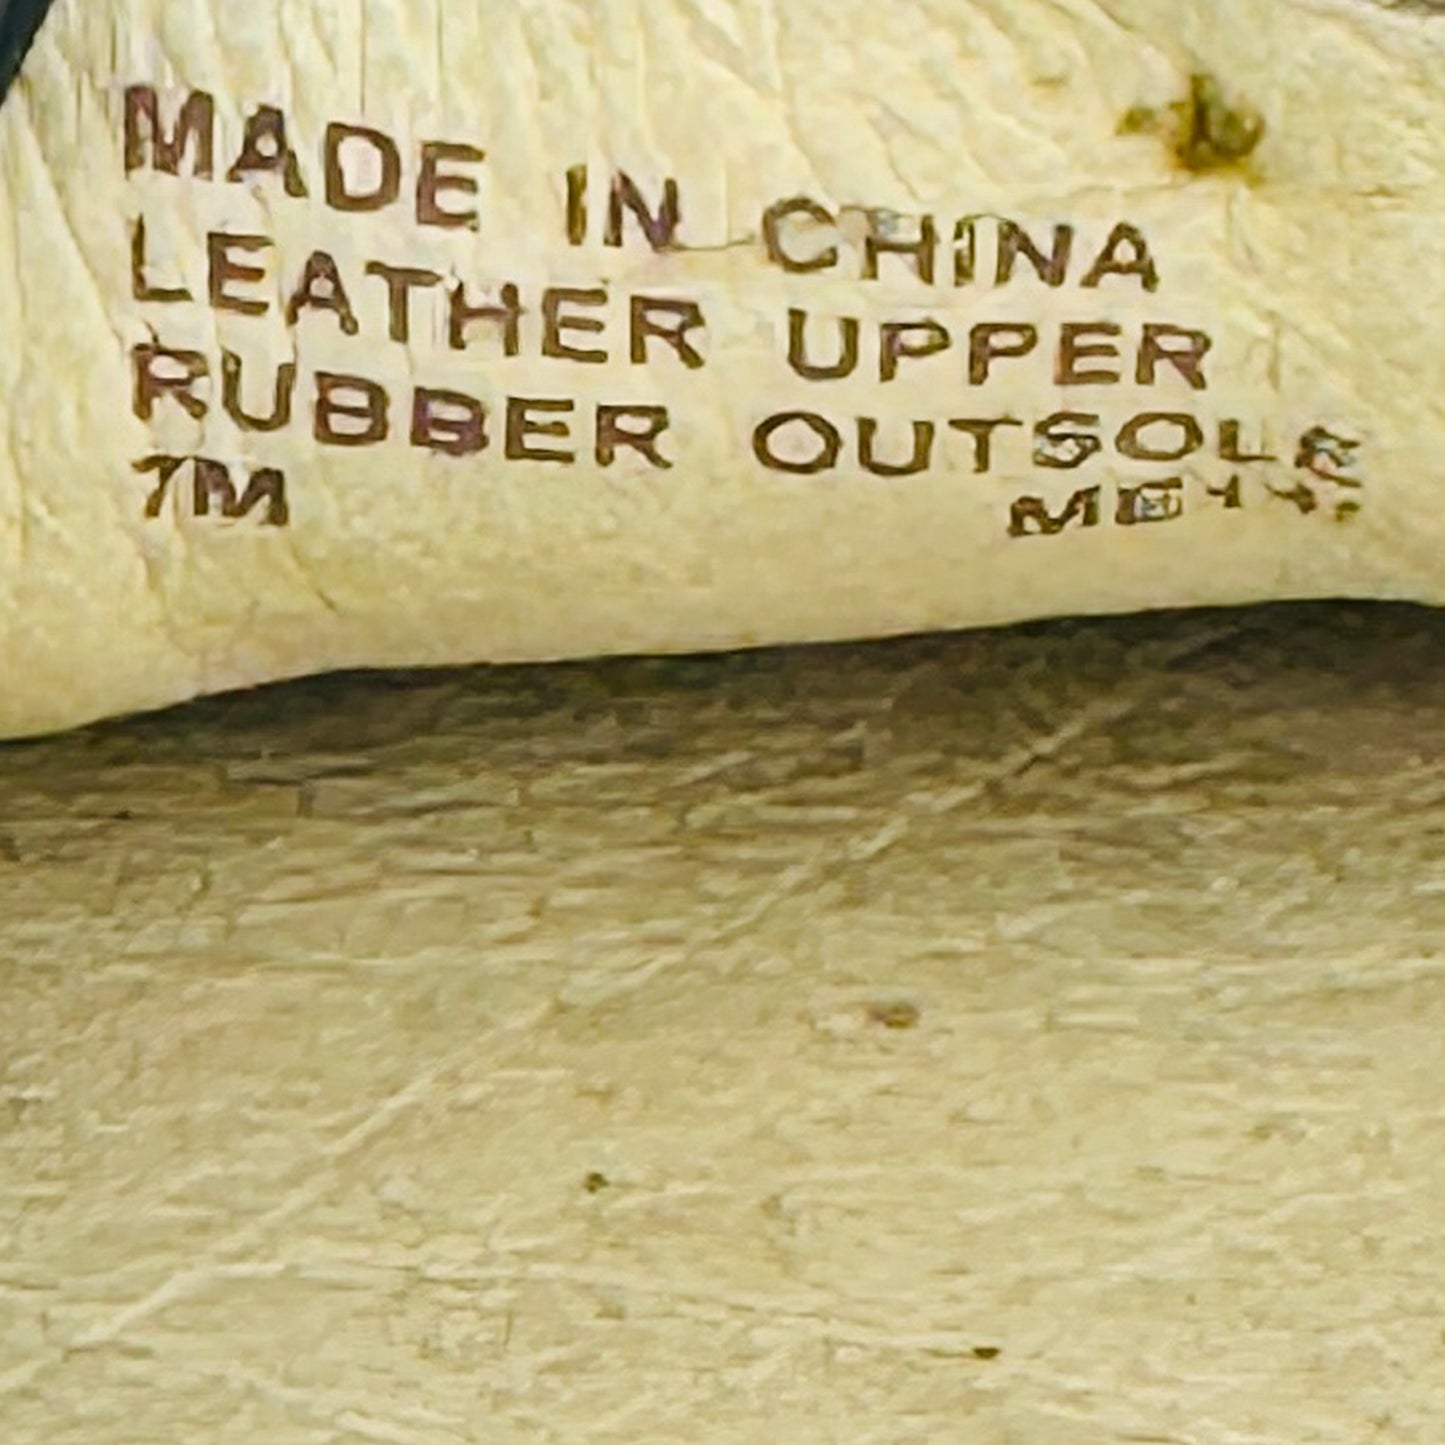 MADE IN CHINA
LEATHER UPPER
RUBBER OUTSOLE
7M